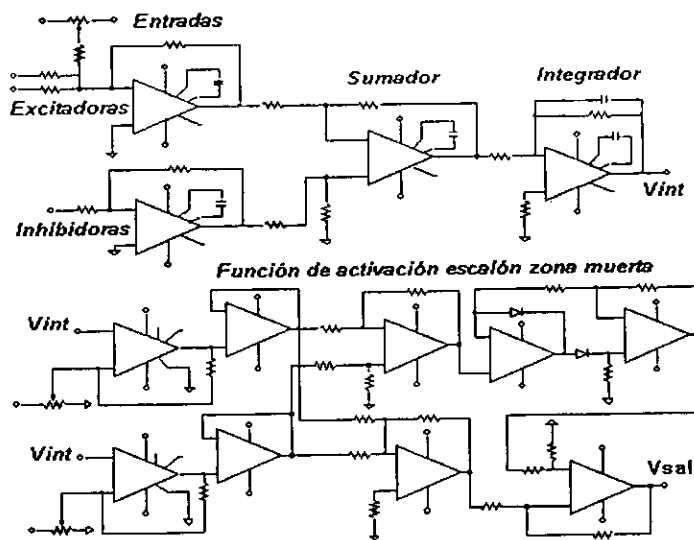 Entradas
Excitadoras
Sumador
Integrador
Vint
Inhibidoras
Función de activación escalón zona muerta
Vint
Vint
Vsal